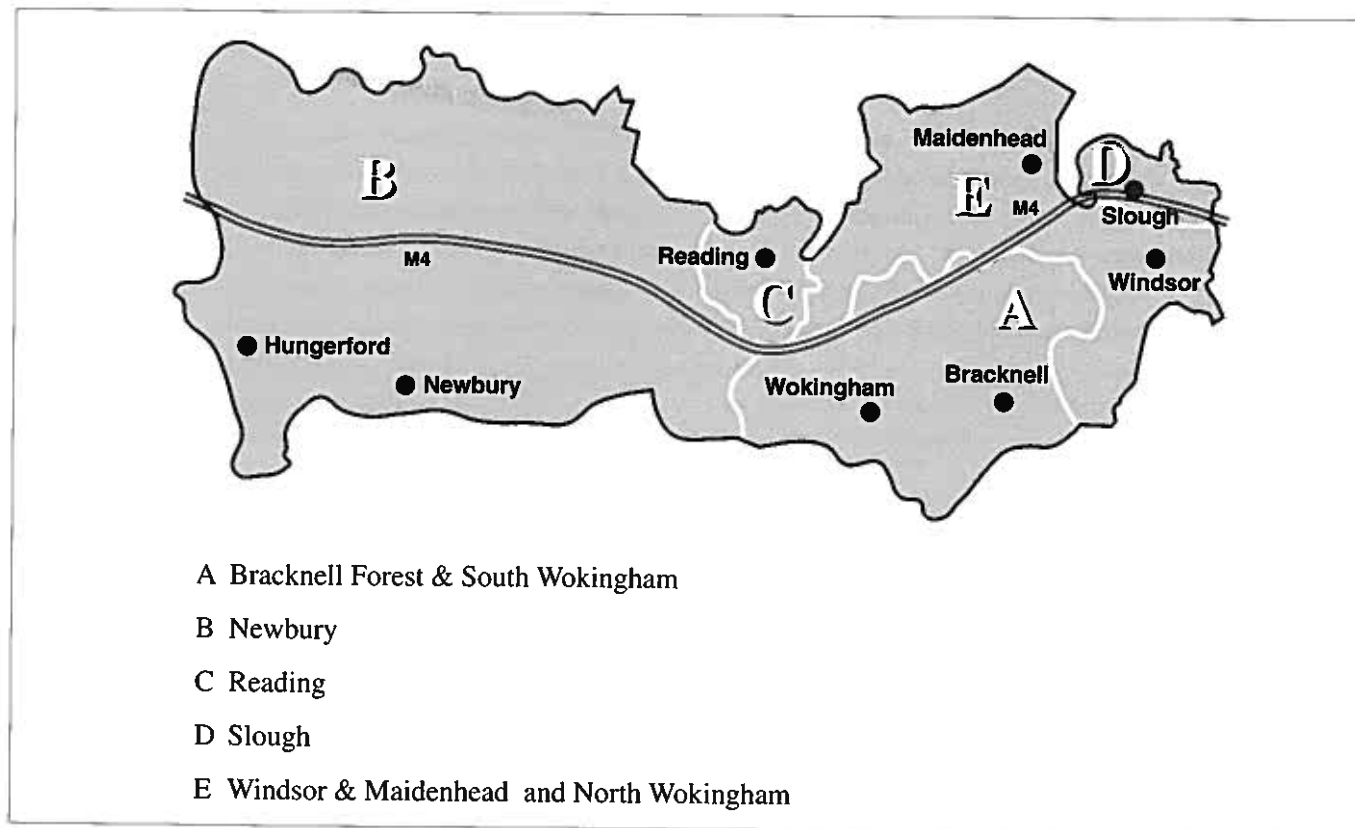 Maidenhead
D
B
E
M4
Slough
Reading
M4
Windsor
C
A
Hungerford
Bracknell
Newbury
Wokingham
A Bracknell Forest & South Wokingham
B Newbury
C Reading
D Slough
E Windsor & Maidenhead and North Wokingham